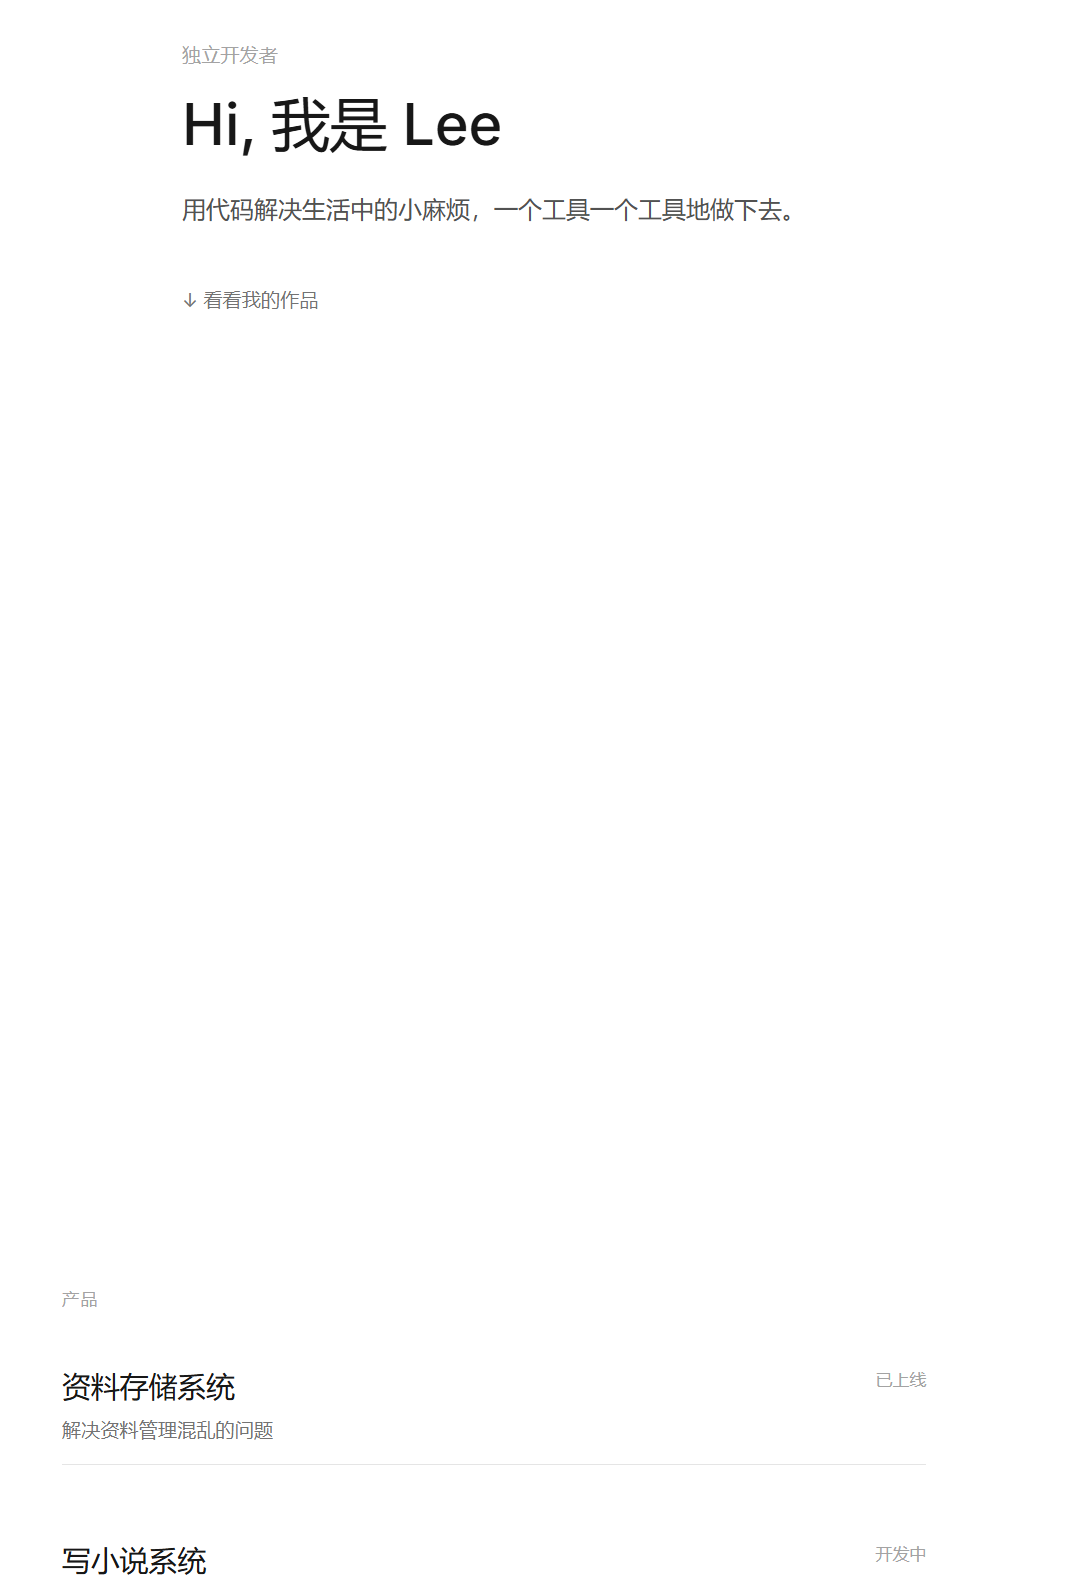 独立开发者
Hi, 我是 Lee
用代码解决生活中的小麻烦，一个工具一个工具地做下去。
↓ 看看我的作品
产品
资料存储系统
已上线
解决资料管理混乱的问题
写小说系统
开发中